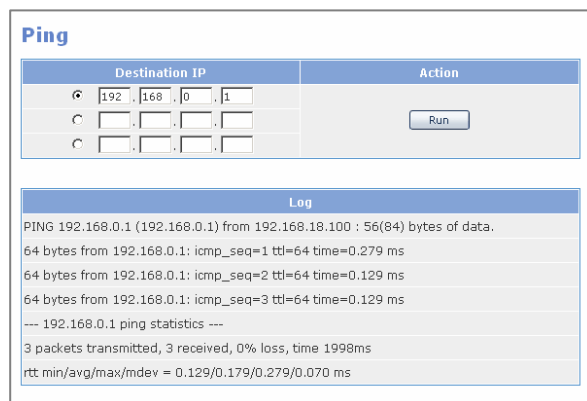 Ping
Destination IP Action
192 . 168 . 0 . 1
. . .
Run
. . .
Log
PING 192.168.0.1 (192.168.0.1) from 192.168.18.100 : 56(84) bytes of data.
64 bytes from 192.168.0.1: icmp_seq=1 ttl=64 time=0.279 ms
64 bytes from 192.168.0.1: icmp_seq=2 ttl=64 time=0.129 ms
64 bytes from 192.168.0.1: icmp_seq=3 ttl=64 time=0.129 ms
--- 192.168.0.1 ping statistics ---
3 packets transmitted, 3 received, 0% loss, time 1998ms
rtt min/avg/max/mdev = 0.129/0.179/0.279/0.070 ms